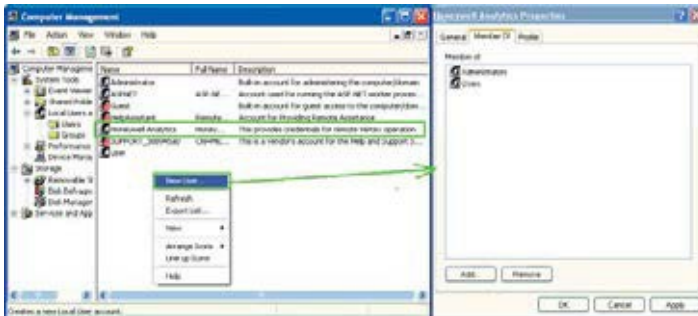 Computer Management
File Action View Window Help
Computer Manageme
System Tools
Event Viewer
Shared Folde
Local Users a
Users
Groups
Performance
Device Mana
Storage
Removable S
Disk Defragm
Disk Manager
Services and App
Name Full Name Description
Administrator Built-in account for administering the computer/domain
ASPNET ASP.NE... Account used for running the ASP.NET worker proces...
Guest Built-in account for guest access to the computer/dom...
HelpAssistant Remote... Account for Providing Remote Assistance
Honeywell Analytics Honey... This provides credentials for remote operation
This is a vendor's account for the Help and Support S...
user
New User...
Refresh
Export List...
View
Arrange Icons
Line up Icons
Help
Creates a new Local User account.
Honeywell Analytics Properties
General Member Of Profile
Member of:
Administrators
Users
Add... Remove
OK Cancel Apply